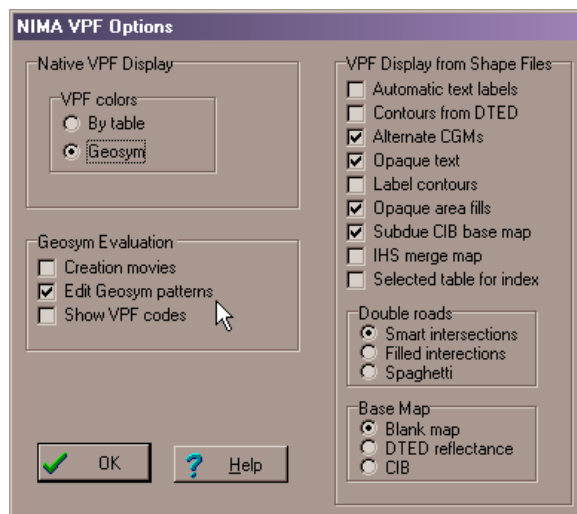 NIMA VPF Options
Native VPF Display
VPF colors
By table
Geosym
Geosym Evaluation
Creation movies
Edit Geosym patterns
Show VPF codes
OK
Help
VPF Display from Shape Files
Automatic text labels
Contours from DTED
Alternate CGMs
Opaque text
Label contours
Opaque area fills
Subdue CIB base map
IHS merge map
Selected table for index
Double roads
Smart intersections
Filled interections
Spaghetti
Base Map
Blank map
DTED reflectance
CIB